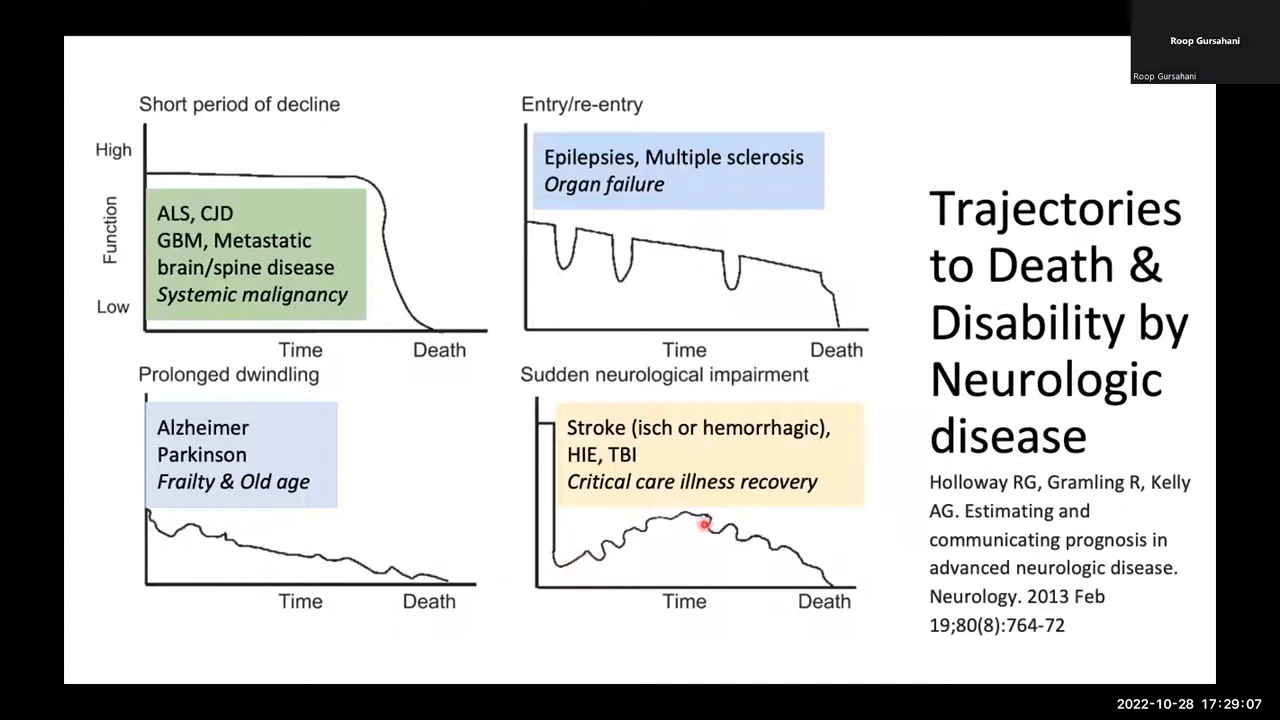 Roop Gursahani
Roop Gursahani
Short period of decline
High
Function
Low
ALS, CJD
GBM, Metastatic
brain/spine disease
Systemic malignancy
Time
Death
Entry/re-entry
Epilepsies, Multiple sclerosis
Organ failure
Time
Death
Prolonged dwindling
Alzheimer
Parkinson
Frailty & Old age
Time
Death
Sudden neurological impairment
Stroke (isch or hemorrhagic),
HIE, TBI
Critical care illness recovery
Time
Death
Trajectories
to Death &
Disability by
Neurologic
disease
Holloway RG, Gramling R, Kelly
AG. Estimating and
communicating prognosis in
advanced neurologic disease.
Neurology. 2013 Feb
19;80(8):764-72
2022-10-28 17:29:07